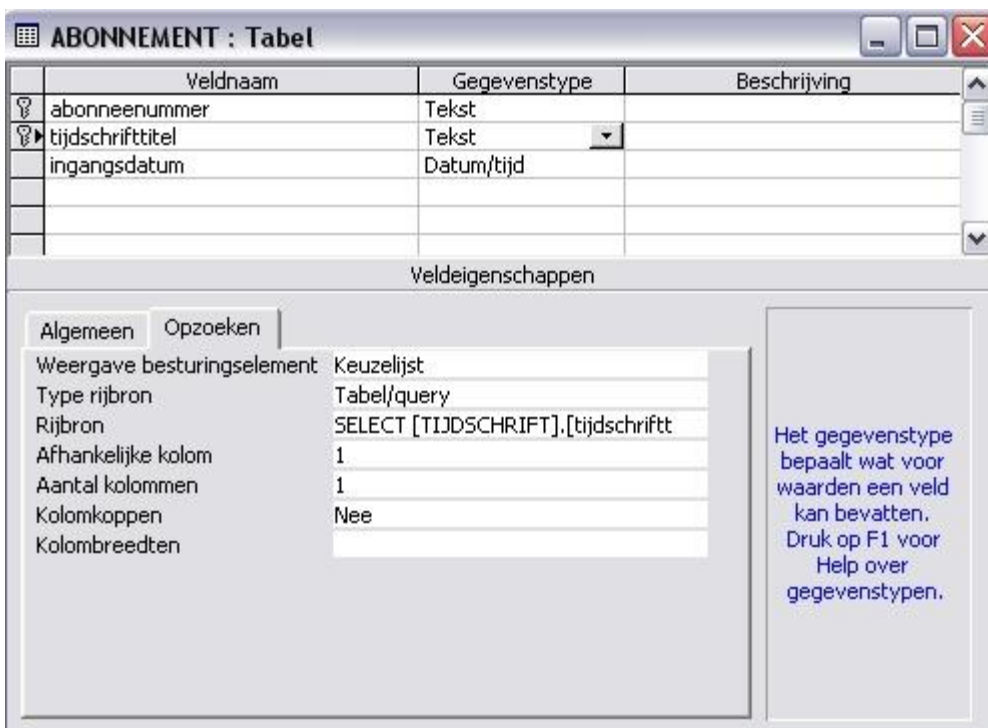 ABONNEMENT : Tabel
Veldnaam Gegevenstype Beschrijving
abonneenummer Tekst
tijdschrifttitel Tekst
ingangsdatum Datum/tijd
Veldeigenschappen
Algemeen Opzoeken
Weergave besturingselement Keuzelijst
Type rijbron Tabel/query
Rijbron SELECT [TIJDSCHRIFT].[tijdschriftt
Afhankelijke kolom 1
Aantal kolommen 1
Kolomkoppen Nee
Kolombreedten
Het gegevenstype
bepaalt wat voor
waarden een veld
kan bevatten.
Druk op F1 voor
Help over
gegevenstypen.